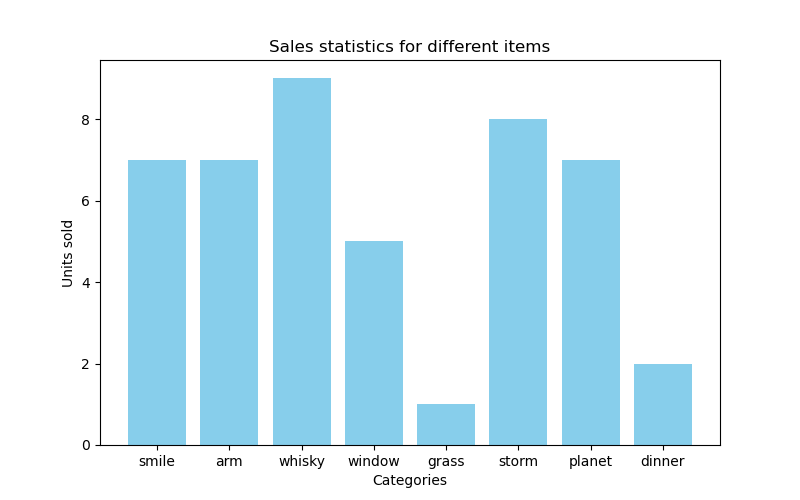 Sales statistics for different items
Units sold
8
6
4
2
0
smile arm whisky window grass storm planet dinner
Categories